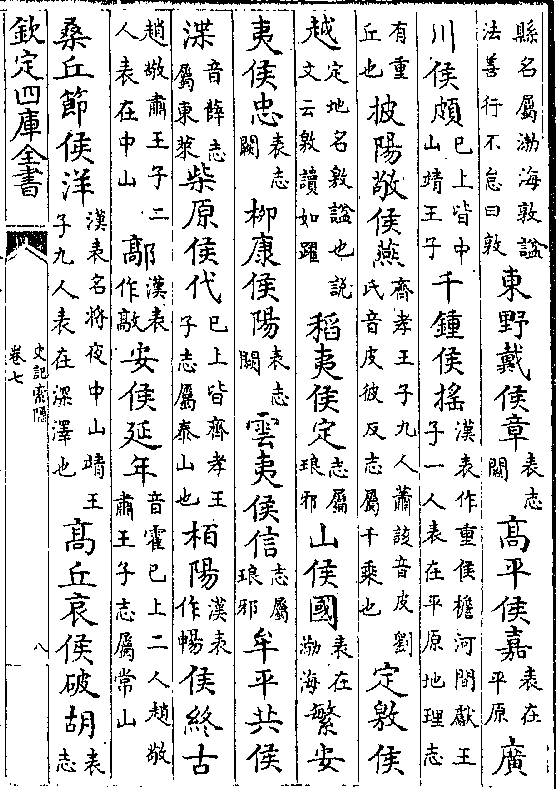 縣名屬渤海敦謚法善行不怠曰敦東野戴侯章表志闕高平侯嘉表在平原廣
川侯頗已上皆中山靖王子千鍾侯搖漢表作重侯檐河間獻王子一人表在平原地理志
有重丘也披陽敬侯燕齊孝王子九人蕭該音皮劉氏音皮彼反志屬千乘也定敫侯
越定地名敫謚也説文云敫讀如躍稻夷侯定志屬琅邪山侯國表在渤海繁安
夷侯忠表志闕柳康侯陽表志闕雲夷侯信志屬琅邪牟平共侯
渫音薛志屬東萊柴原侯代已上皆齊孝王子志屬泰山也栢陽漢表作暢侯終古
趙敬肅王子二人表在中山鄗漢表作敲安侯延年音霍已上二人趙敬肅王子志屬常山
桑丘節侯洋漢表名將夜中山靖王子九人表在深澤也高丘哀侯破胡表志
欽定四庫全書
史記索隱
卷七
八